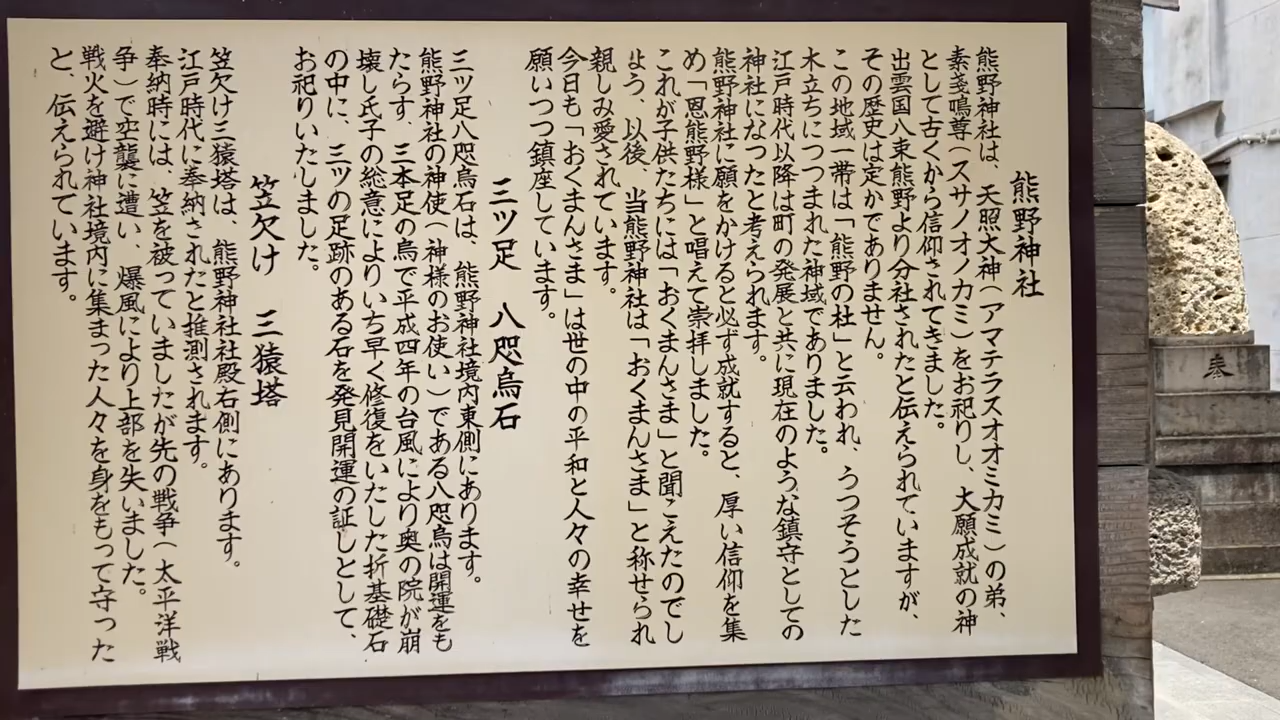 熊野神社
熊野神社は、天照大神（アマテラスオオミカミ）の弟、
素戔鳴尊（スサノオノカミ）をお祀りし、大願成就の神
として古くから信仰されてきました。
出雲国八束熊野より分社されたと伝えられていますが、
その歴史は定かでありません。
この地域一帯は「熊野の杜」と云われ、うつそうとした
木立ちにつつまれた神域でありました。
江戸時代以降は町の発展と共に現在のような鎮守としての
神社になつたと考えられます。
熊野神社に願をかけると必ず成就すると、厚い信仰を集
め「恩熊野様」と唱えて崇拝しました。
これが子供たちには「おくまんさま」と聞こえたのでし
よう、以後、当熊野神社は「おくまんさま」と称せられ
親しみ愛されています。
今日も「おくまんさま」は世の中の平和と人々の幸せを
願いつつ鎮座しています。
三ツ足 八咫烏石
三ツ足八咫烏石は、熊野神社境内東側にあります。
熊野神社の神使（神様のお使い）である八咫烏は開運をも
たらす、三本足の烏で平成四年の台風により奥の院が崩
壊し氏子の総意によりいち早く修復をいたした折基礎石
の中に、三ツの足跡のある石を発見開運の証しとして、
お祀りいたしました。
笠欠け 三猿塔
笠欠け三猿塔は、熊野神社社殿右側にあります。
江戸時代に奉納されたと推測されます。
奉納時には、笠を被っていましたが先の戦争（太平洋戦
争）で空襲に遭い、爆風により上部を失いました。
戦火を避け神社境内に集まった人々を身をもって守った
と、伝えられています。
奉